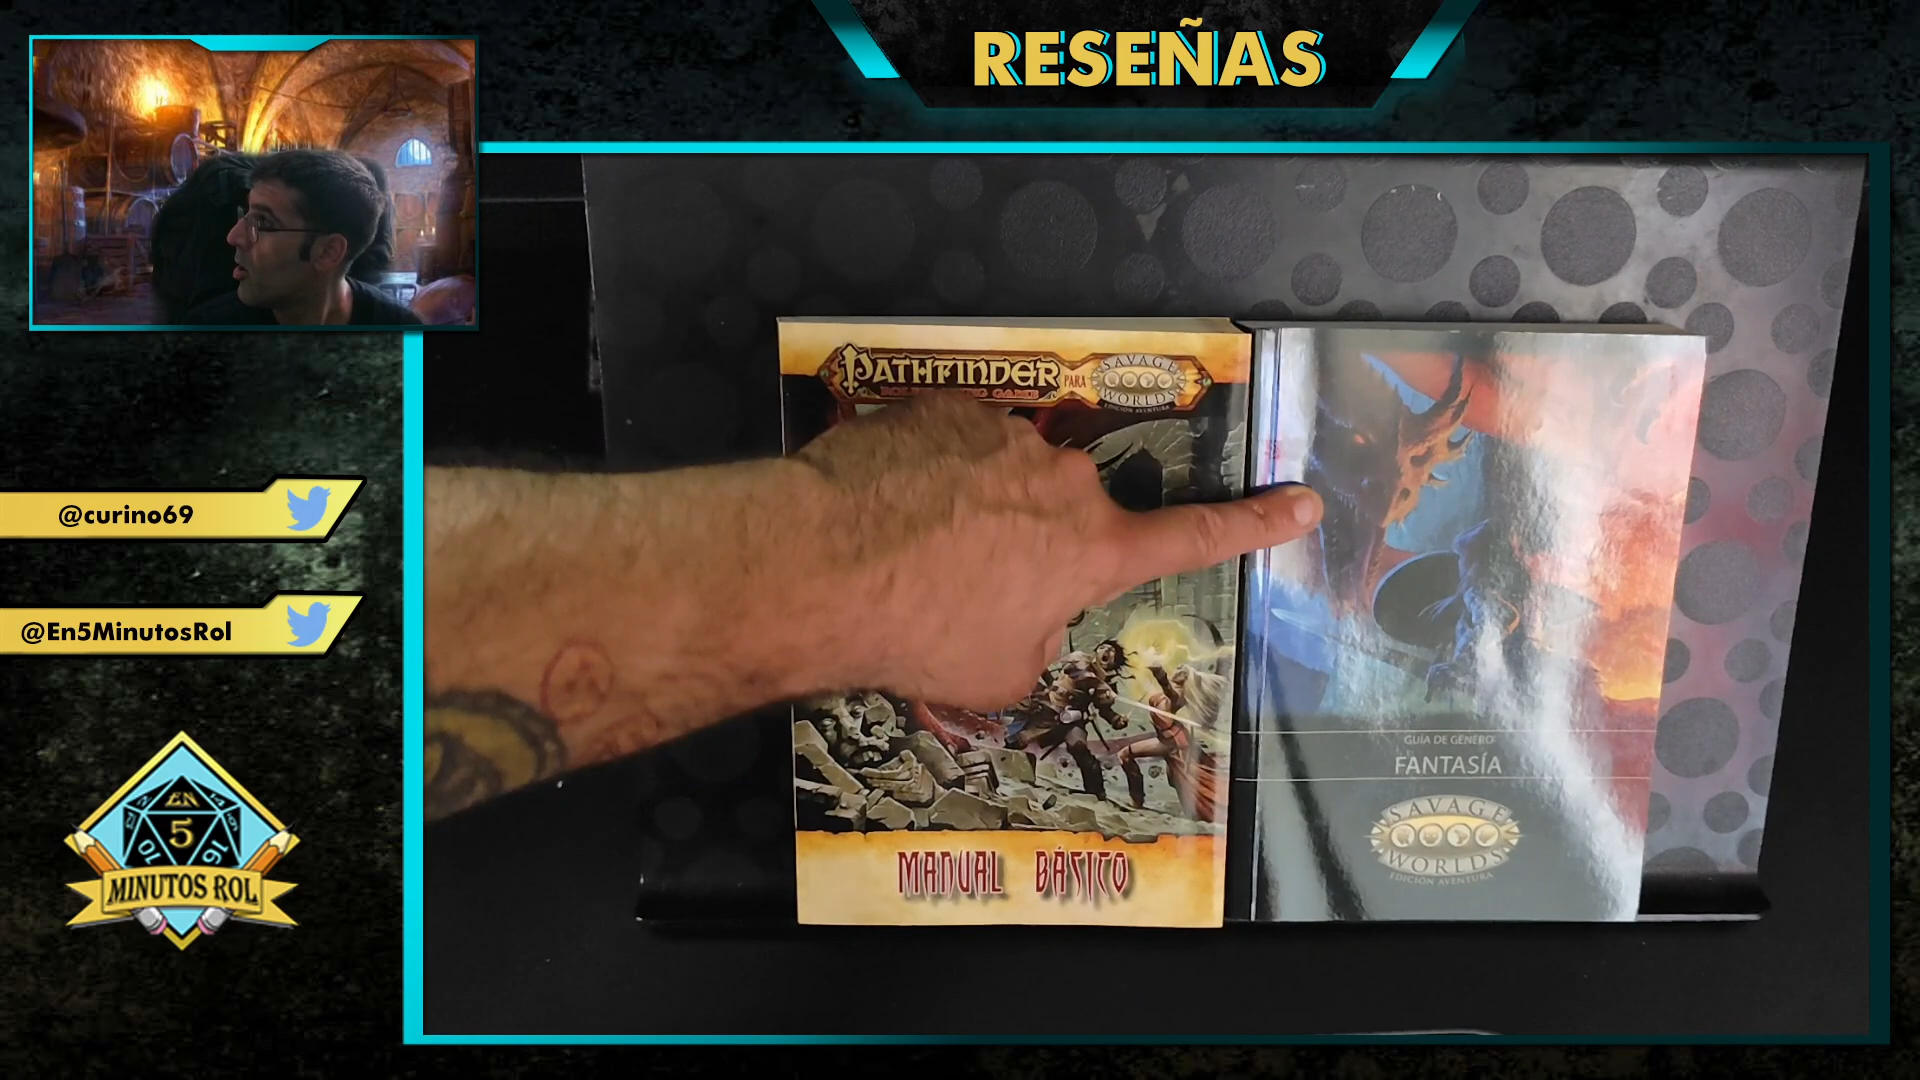 RESEÑAS
@curino69
@En5MinutosRol
EN
5
MINUTOS ROL
PATHFINDER
PARA
SAVAGE
WORLDS
EDICIÓN AVENTURA
MANUAL BÁSICO
GUÍA DE GÉNERO
FANTASÍA
SAVAGE
WORLDS
EDICIÓN AVENTURA